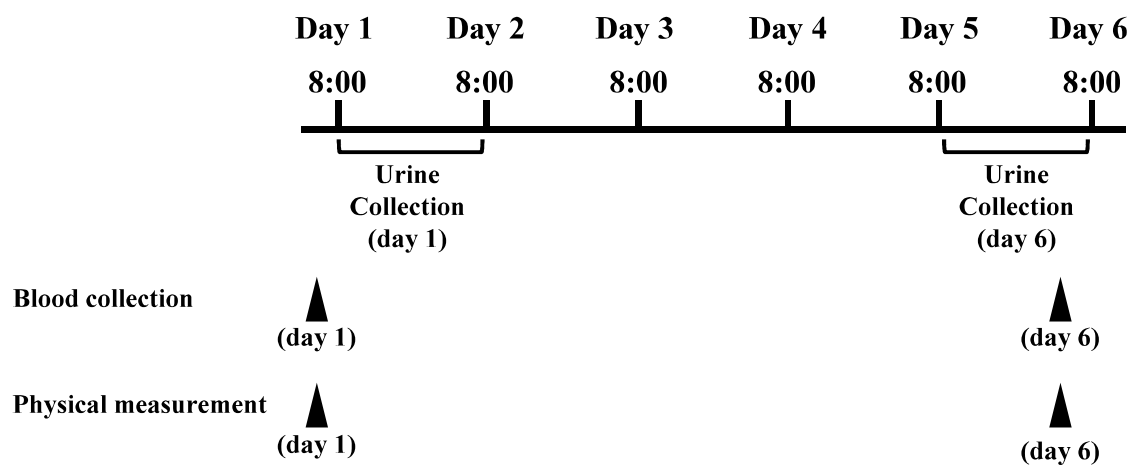 Day 1 Day 2 Day 3 Day 4 Day 5 Day 6
8:00 8:00 8:00 8:00 8:00 8:00
Urine Urine
Collection Collection
(day 1) (day 6)
Blood collection
(day 1) (day 6)
Physical measurement
(day 1) (day 6)